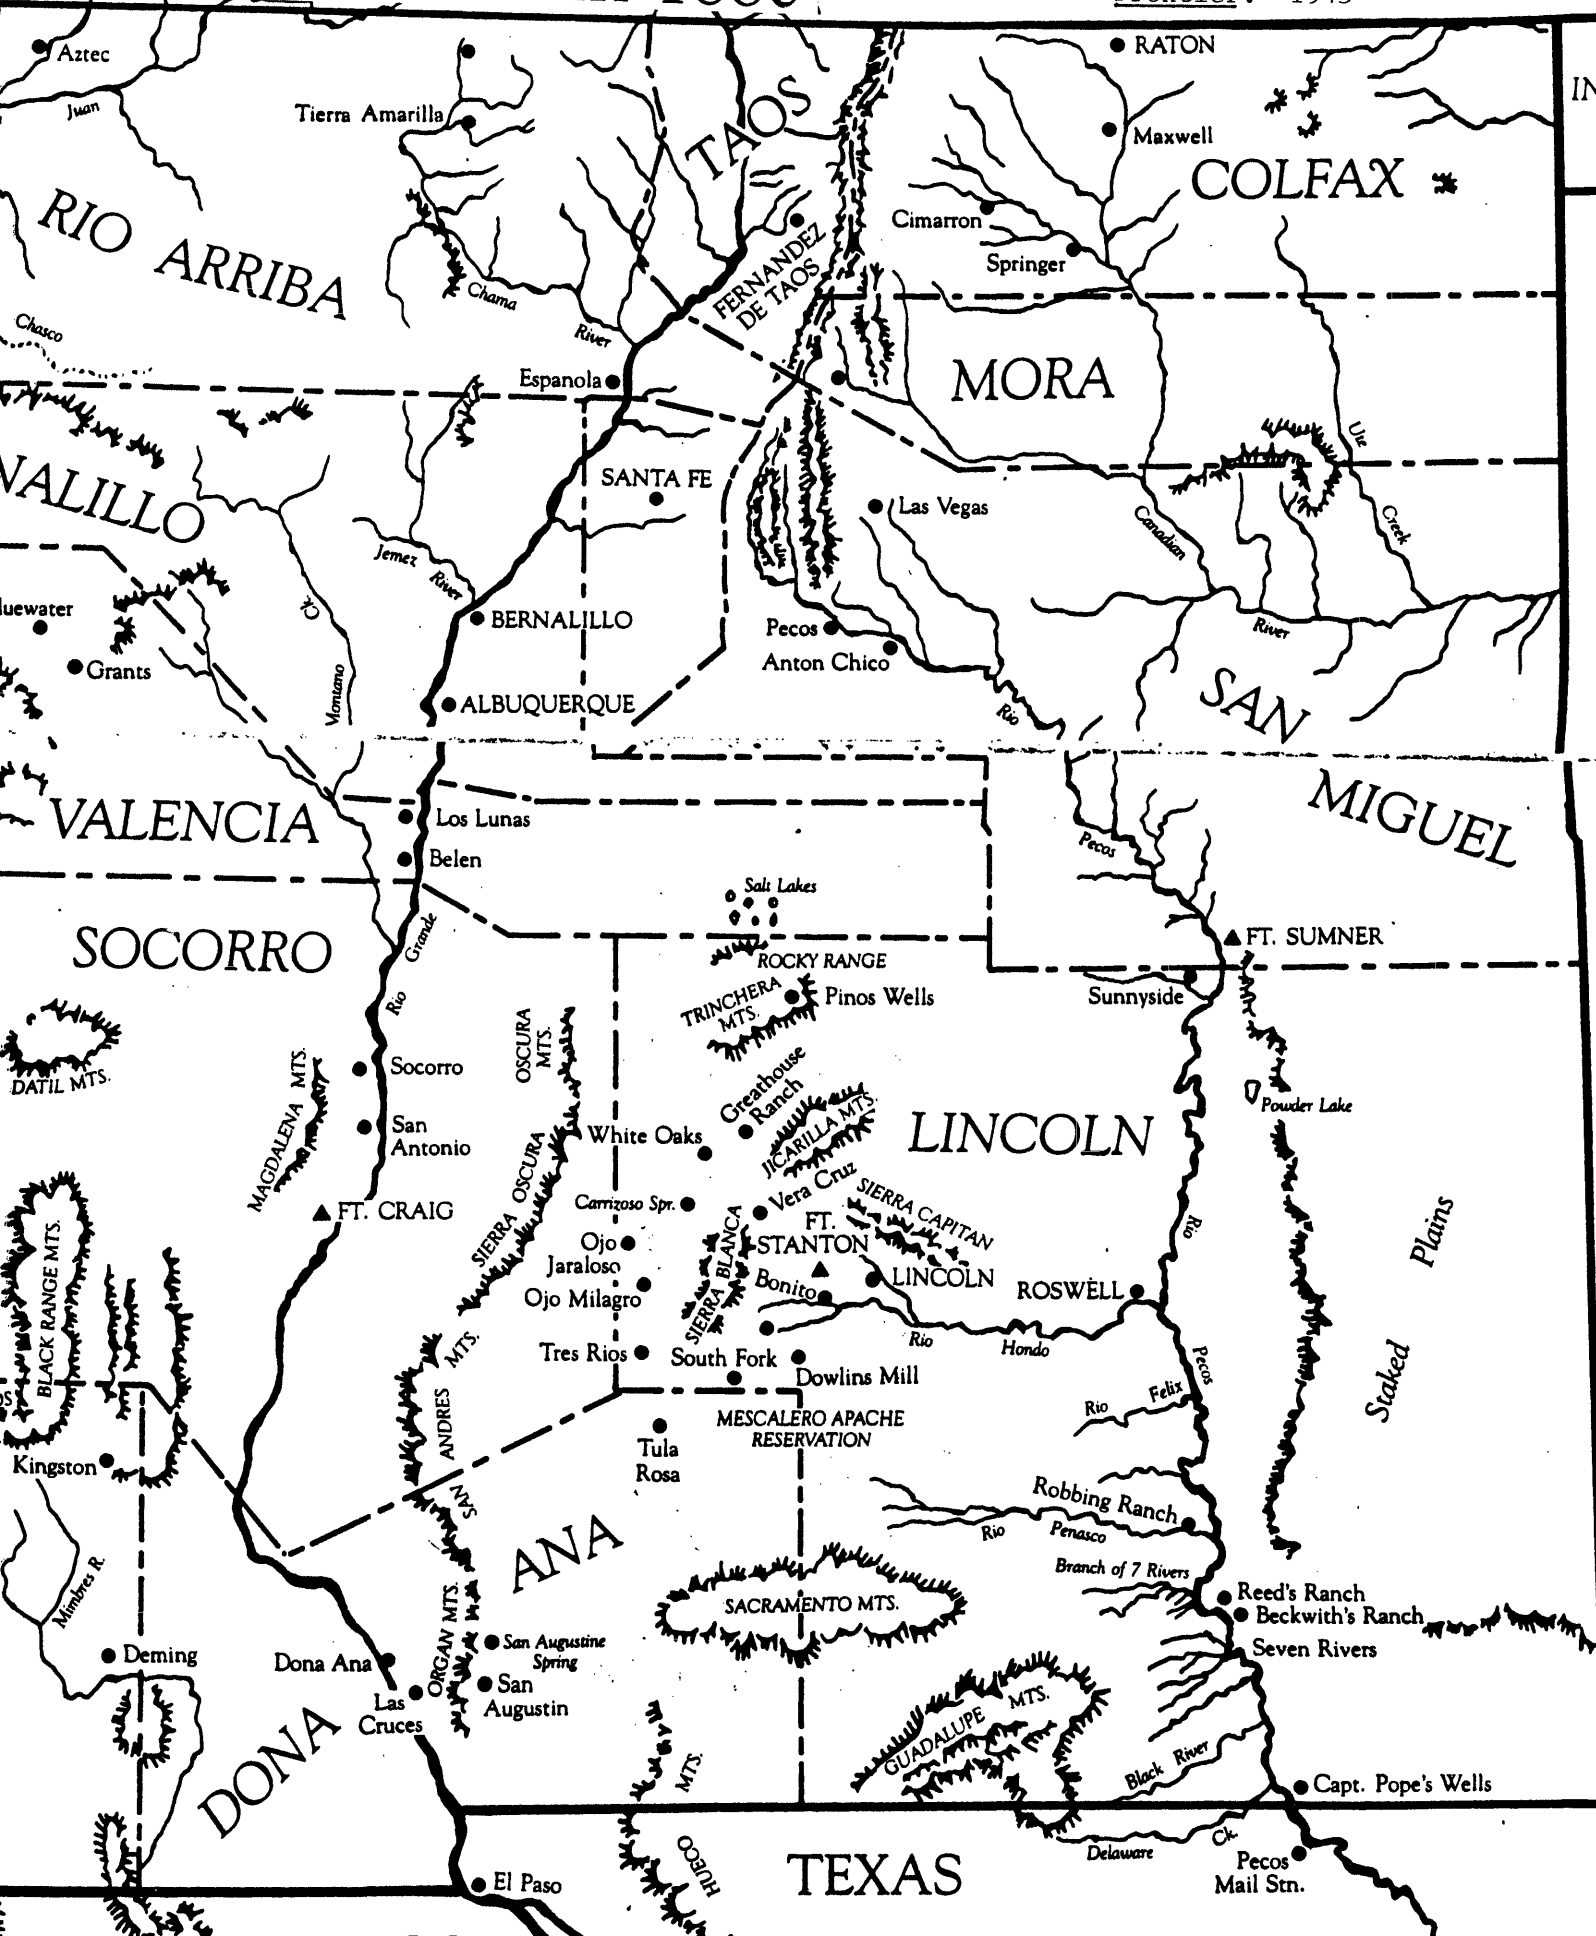 1945
Aztec
RATON
IN
Juan
Tierra Amarilla
TAOS
Maxwell
COLFAX
RIO ARRIBA
Cimarron
FERNANDEZ
DE TAOS
Springer
Chama
River
Chasco
Espanola
MORA
Ute
Creek
NALILLO
SANTA FE
Las Vegas
Canadian
River
Jemez
River
luewater
Ck.
BERNALILLO
Pecos
Anton Chico
Grants
Montano
ALBUQUERQUE
Rio
SAN
MIGUEL
VALENCIA
Los Lunas
Belen
Pecos
Salt Lakes
SOCORRO
Grande
Rio
FT. SUMNER
ROCKY RANGE
TRINCHERA
MTS.
Pinos Wells
Sunnyside
DATIL MTS.
OSCURA
MTS.
Socorro
Greathouse
Ranch
Powder Lake
MAGDALENA MTS.
San
Antonio
White Oaks
JICARILLA MTS.
LINCOLN
SIERRA OSCURA
Vera Cruz
SIERRA CAPITAN
FT. CRAIG
Carrizoso Spr.
BLACK RANGE MTS.
Ojo
Jaraloso
FT.
STANTON
Rio
Plains
SIERRA BLANCA
Ojo Milagro
Bonito
LINCOLN
ROSWELL
MTS.
Tres Rios
South Fork
Dowlins Mill
Rio
Hondo
Pecos
Staked
OS
ANDRES
MESCALERO APACHE
RESERVATION
Rio
Felix
Kingston
Tula
Rosa
SAN
Robbing Ranch
Rio
Penasco
ANA
Mimbres R.
Branch of 7 Rivers
SACRAMENTO MTS.
Reed's Ranch
Beckwith's Ranch
ORGAN MTS.
San Augustine
Spring
Seven Rivers
Deming
Dona Ana
San
Augustin
Las
Cruces
GUADALUPE
MTS.
DONA
MTS.
Black River
Capt. Pope's Wells
HUECO
TEXAS
Delaware
Ck.
Pecos
Mail Stn.
El Paso